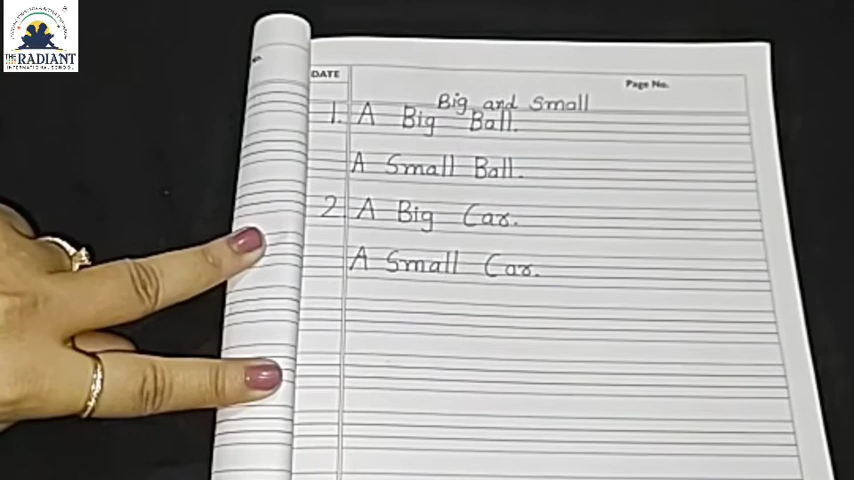 THE RADIANT
INTERNATIONAL SCHOOL
DATE
Page No.
Big and Small
1. A Big Ball.
A Small Ball.
2. A Big Car.
A Small Car.